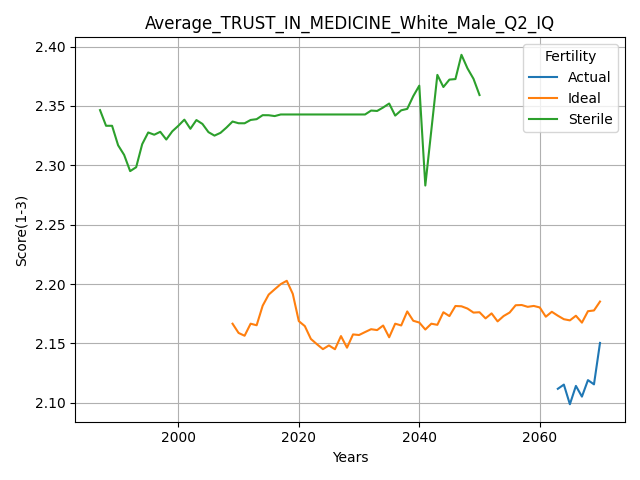 Average_TRUST_IN_MEDICINE_White_Male_Q2_IQ
Fertility
Actual
Ideal
Sterile
Score(1-3)
2.40
2.35
2.30
2.25
2.20
2.15
2.10
2000
2020
2040
2060
Years